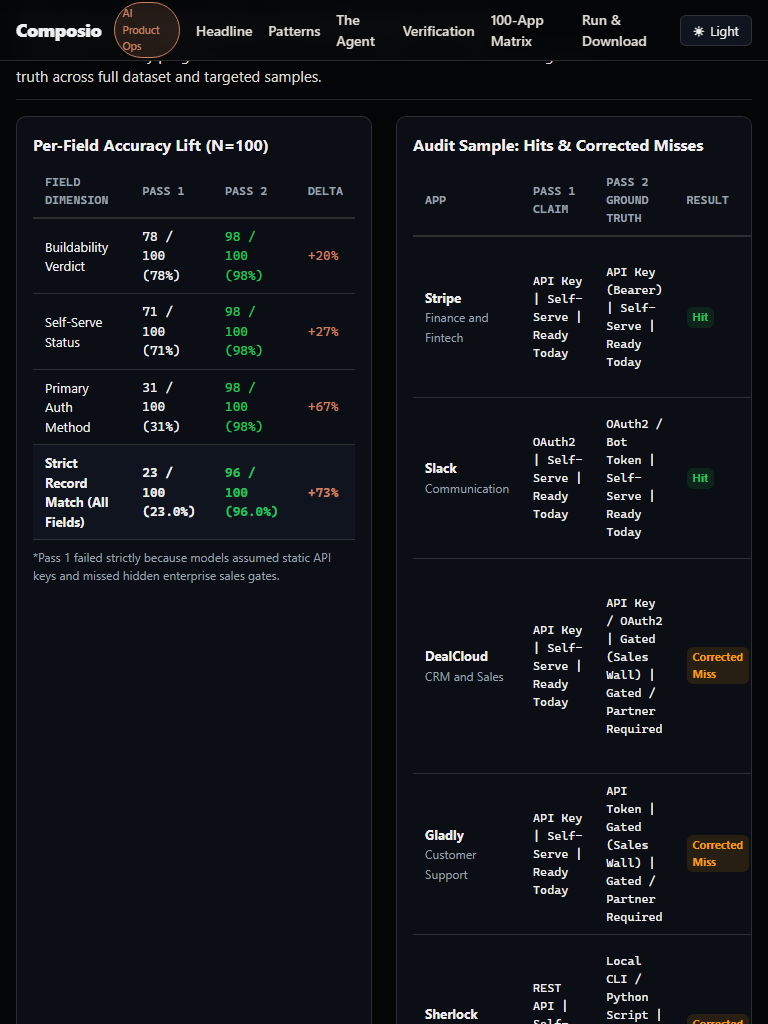 Composio
AI
Product
Ops
Headline
Patterns
The
Agent
Verification
100-App
Matrix
Run &
Download
☀ Light
truth across full dataset and targeted samples.
Per-Field Accuracy Lift (N=100)
FIELD
DIMENSION
PASS 1
PASS 2
DELTA
Buildability
Verdict
78 /
100
(78%)
98 /
100
(98%)
+20%
Self-Serve
Status
71 /
100
(71%)
98 /
100
(98%)
+27%
Primary
Auth
Method
31 /
100
(31%)
98 /
100
(98%)
+67%
Strict
Record
Match (All
Fields)
23 /
100
(23.0%)
96 /
100
(96.0%)
+73%
*Pass 1 failed strictly because models assumed static API
keys and missed hidden enterprise sales gates.
Audit Sample: Hits & Corrected Misses
APP
PASS 1
CLAIM
PASS 2
GROUND
TRUTH
RESULT
Stripe
Finance and
Fintech
API Key
| Self-
Serve |
Ready
Today
API Key
(Bearer)
| Self-
Serve |
Ready
Today
Hit
Slack
Communication
OAuth2
| Self-
Serve |
Ready
Today
OAuth2 /
Bot
Token |
Self-
Serve |
Ready
Today
Hit
DealCloud
CRM and Sales
API Key
| Self-
Serve |
Ready
Today
API Key
/ OAuth2
| Gated
(Sales
Wall) |
Gated /
Partner
Required
Corrected
Miss
Gladly
Customer
Support
API Key
| Self-
Serve |
Ready
Today
API
Token |
Gated
(Sales
Wall) |
Gated /
Partner
Required
Corrected
Miss
Sherlock
REST
API |
Self-
Local
CLI /
Python
Script |
Corrected